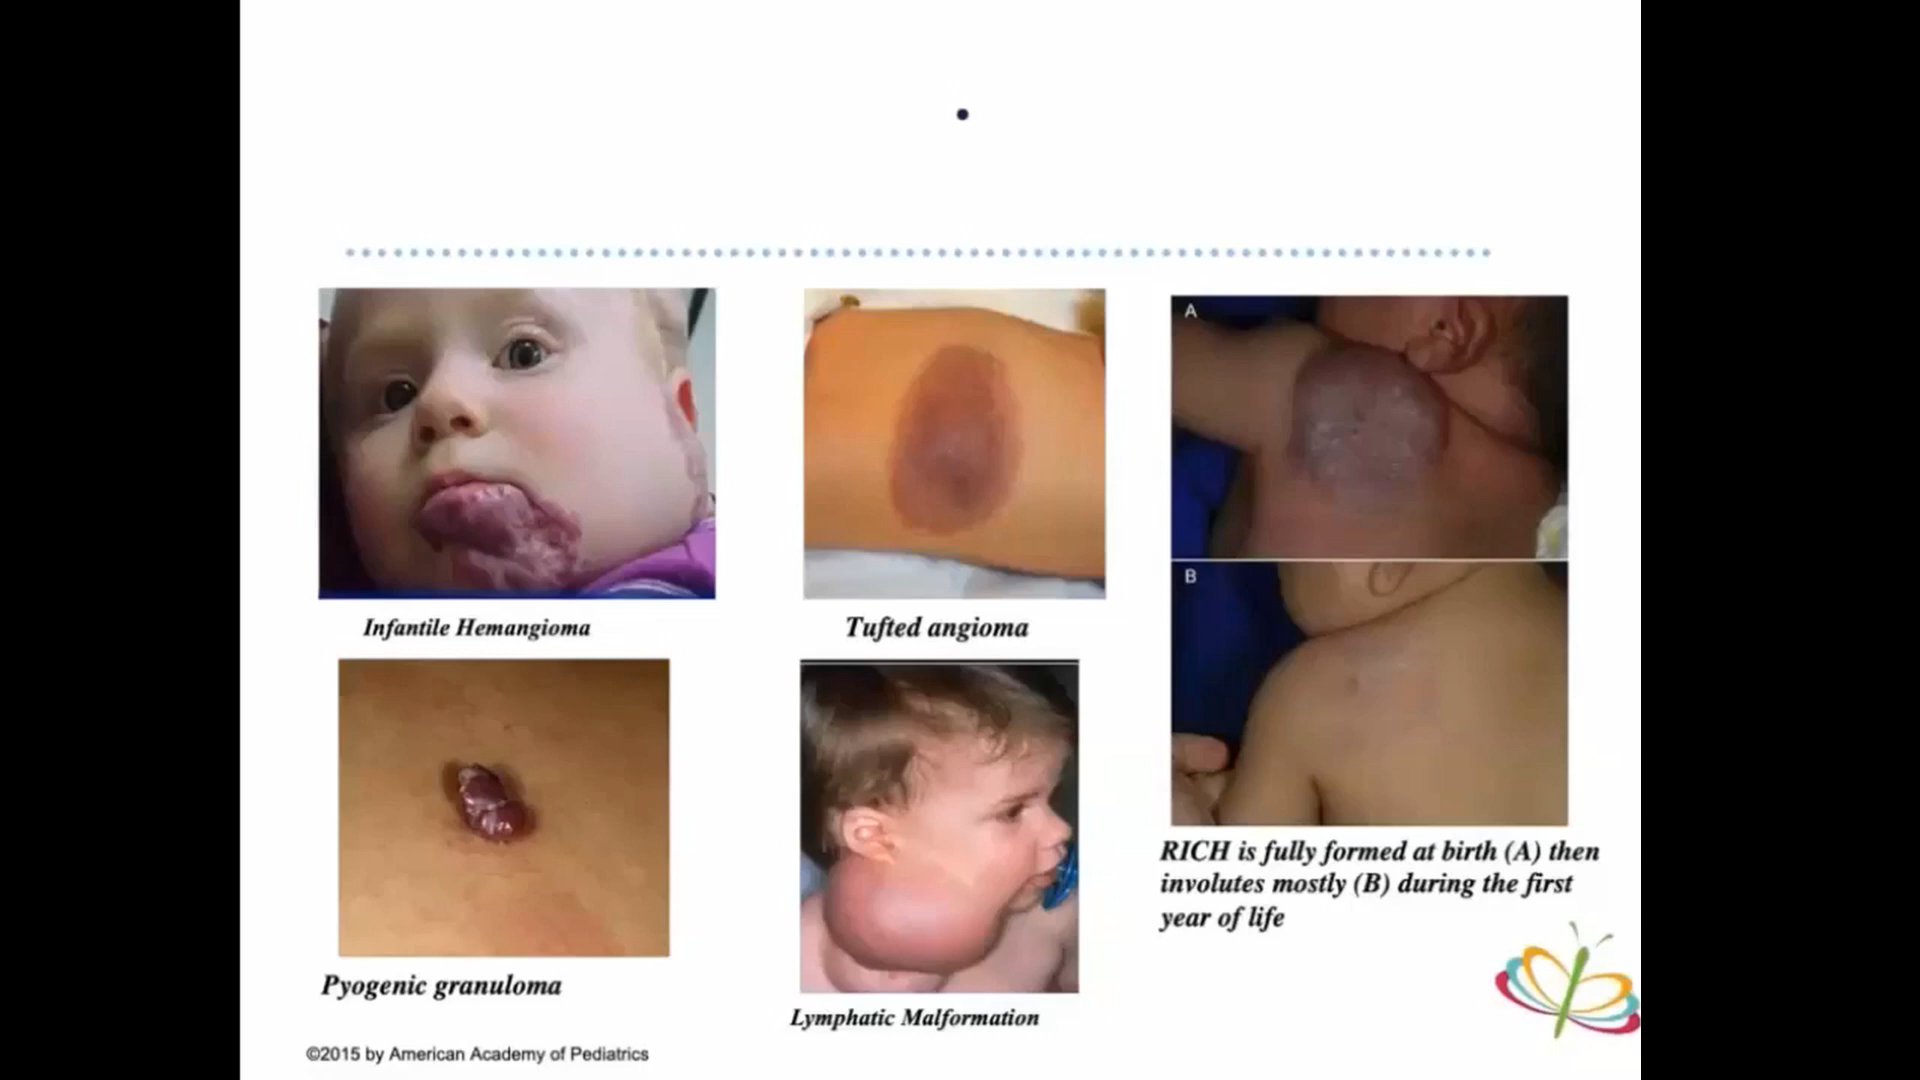 Infantile Hemangioma
Tufted angioma
A
B
RICH is fully formed at birth (A) then
involutes mostly (B) during the first
year of life
Pyogenic granuloma
Lymphatic Malformation
©2015 by American Academy of Pediatrics